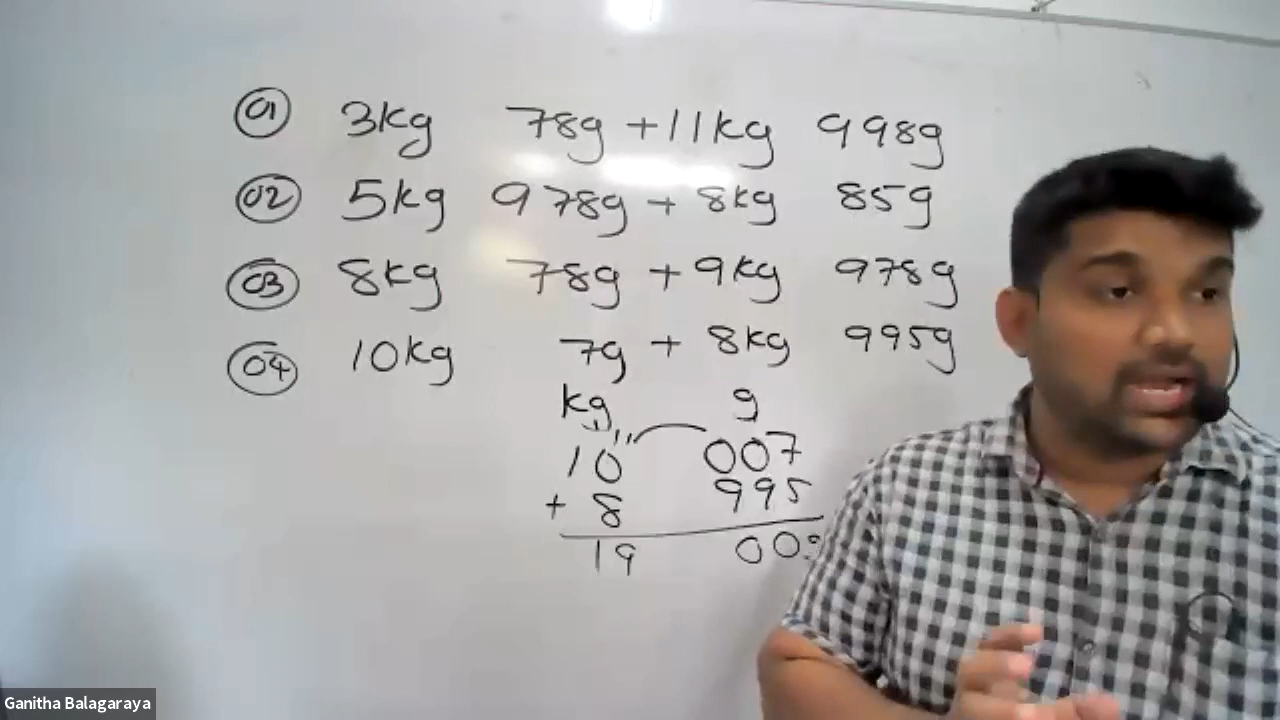 01 3kg 78g + 11kg 998g
02 5kg 978g + 8kg 85g
03 8kg 78g + 9kg 978g
04 10kg 7g + 8kg 995g
kg g
10 007
+ 8 995
19 00
Ganitha Balagaraya